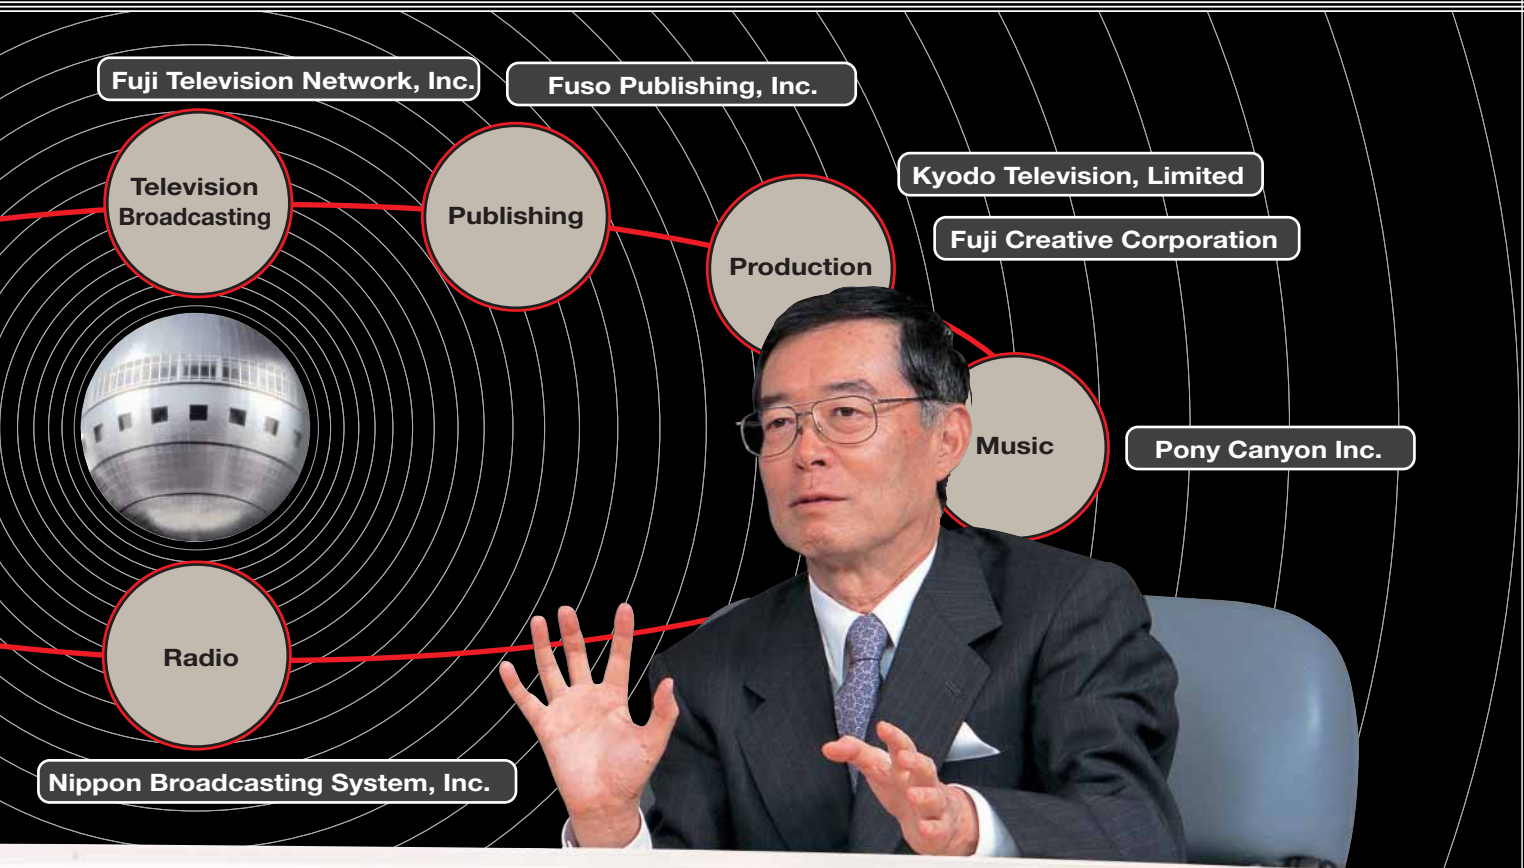 Fuji Television Network, Inc.
Fuso Publishing, Inc.
Television
Broadcasting
Publishing
Kyodo Television, Limited
Fuji Creative Corporation
Production
Music
Pony Canyon Inc.
Radio
Nippon Broadcasting System, Inc.